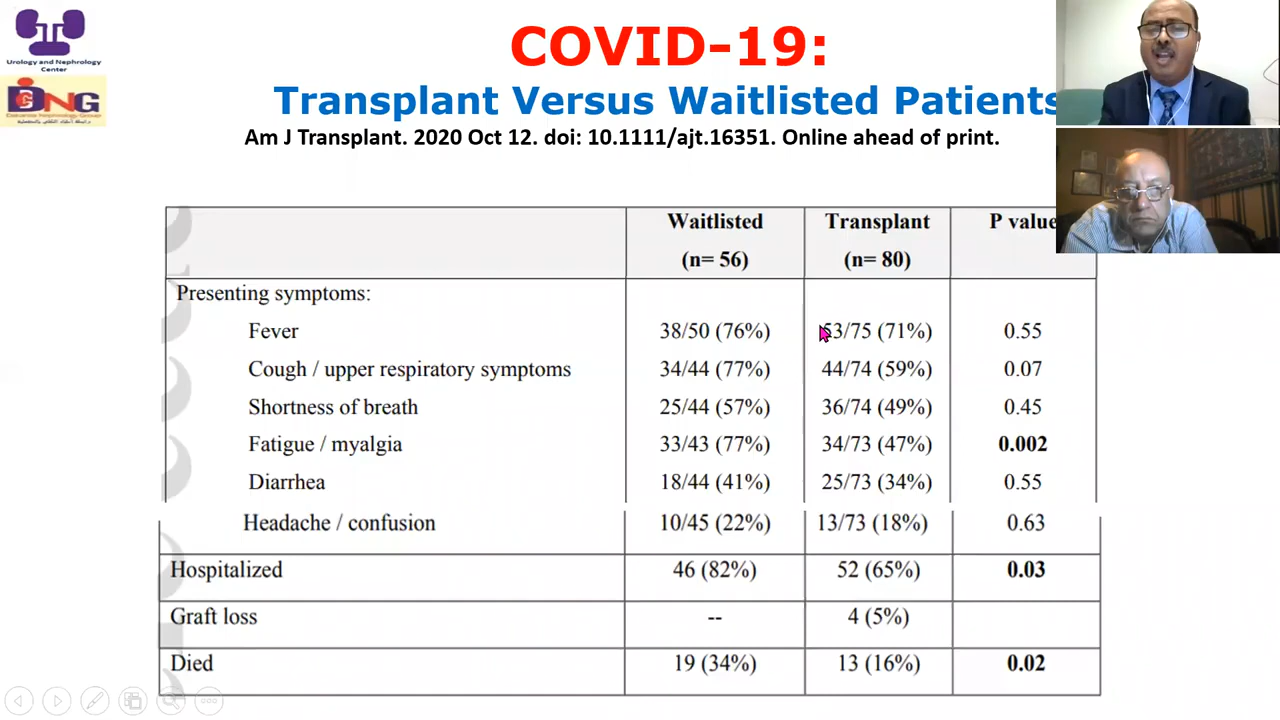 Urology and Nephrology
Center
DNG
COVID-19:
Transplant Versus Waitlisted Patients
Am J Transplant. 2020 Oct 12. doi: 10.1111/ajt.16351. Online ahead of print.
Waitlisted Transplant P value
(n= 56) (n= 80)
Presenting symptoms:
Fever 38/50 (76%) 53/75 (71%) 0.55
Cough / upper respiratory symptoms 34/44 (77%) 44/74 (59%) 0.07
Shortness of breath 25/44 (57%) 36/74 (49%) 0.45
Fatigue / myalgia 33/43 (77%) 34/73 (47%) 0.002
Diarrhea 18/44 (41%) 25/73 (34%) 0.55
Headache / confusion 10/45 (22%) 13/73 (18%) 0.63
Hospitalized 46 (82%) 52 (65%) 0.03
Graft loss -- 4 (5%)
Died 19 (34%) 13 (16%) 0.02